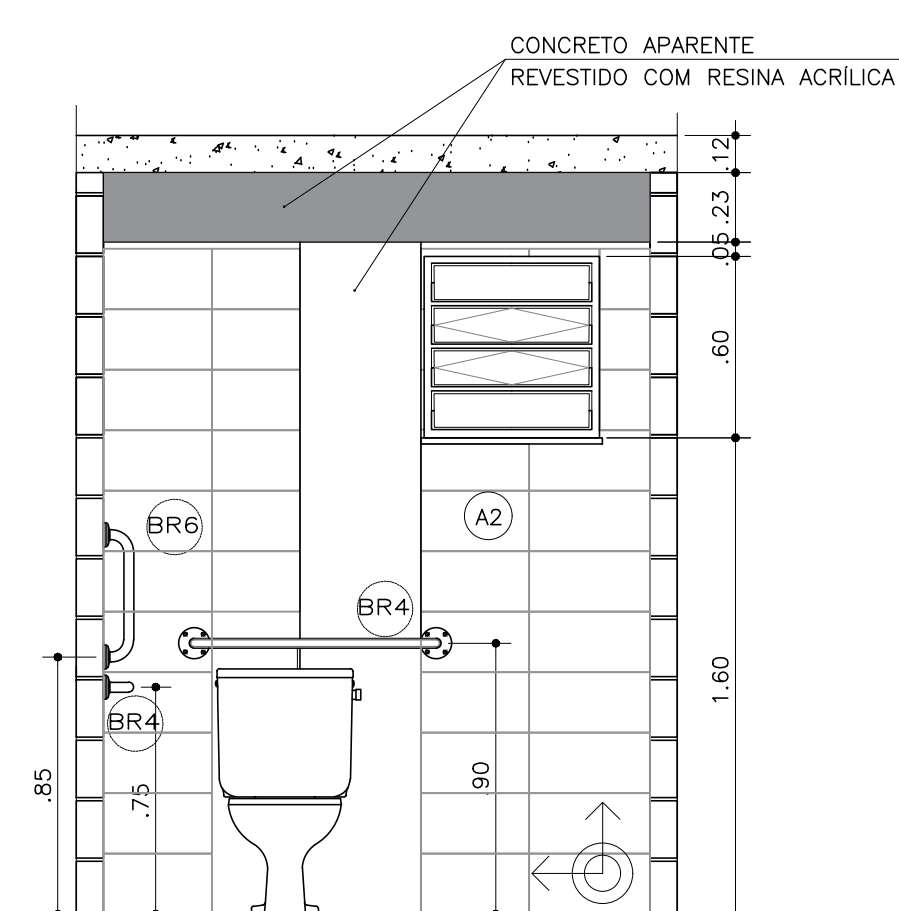 CONCRETO APARENTE
REVESTIDO COM RESINA ACRÍLICA
.12
.23
.05
.60
BR6
A2
BR4
1.60
BR4
.85
.75
.90